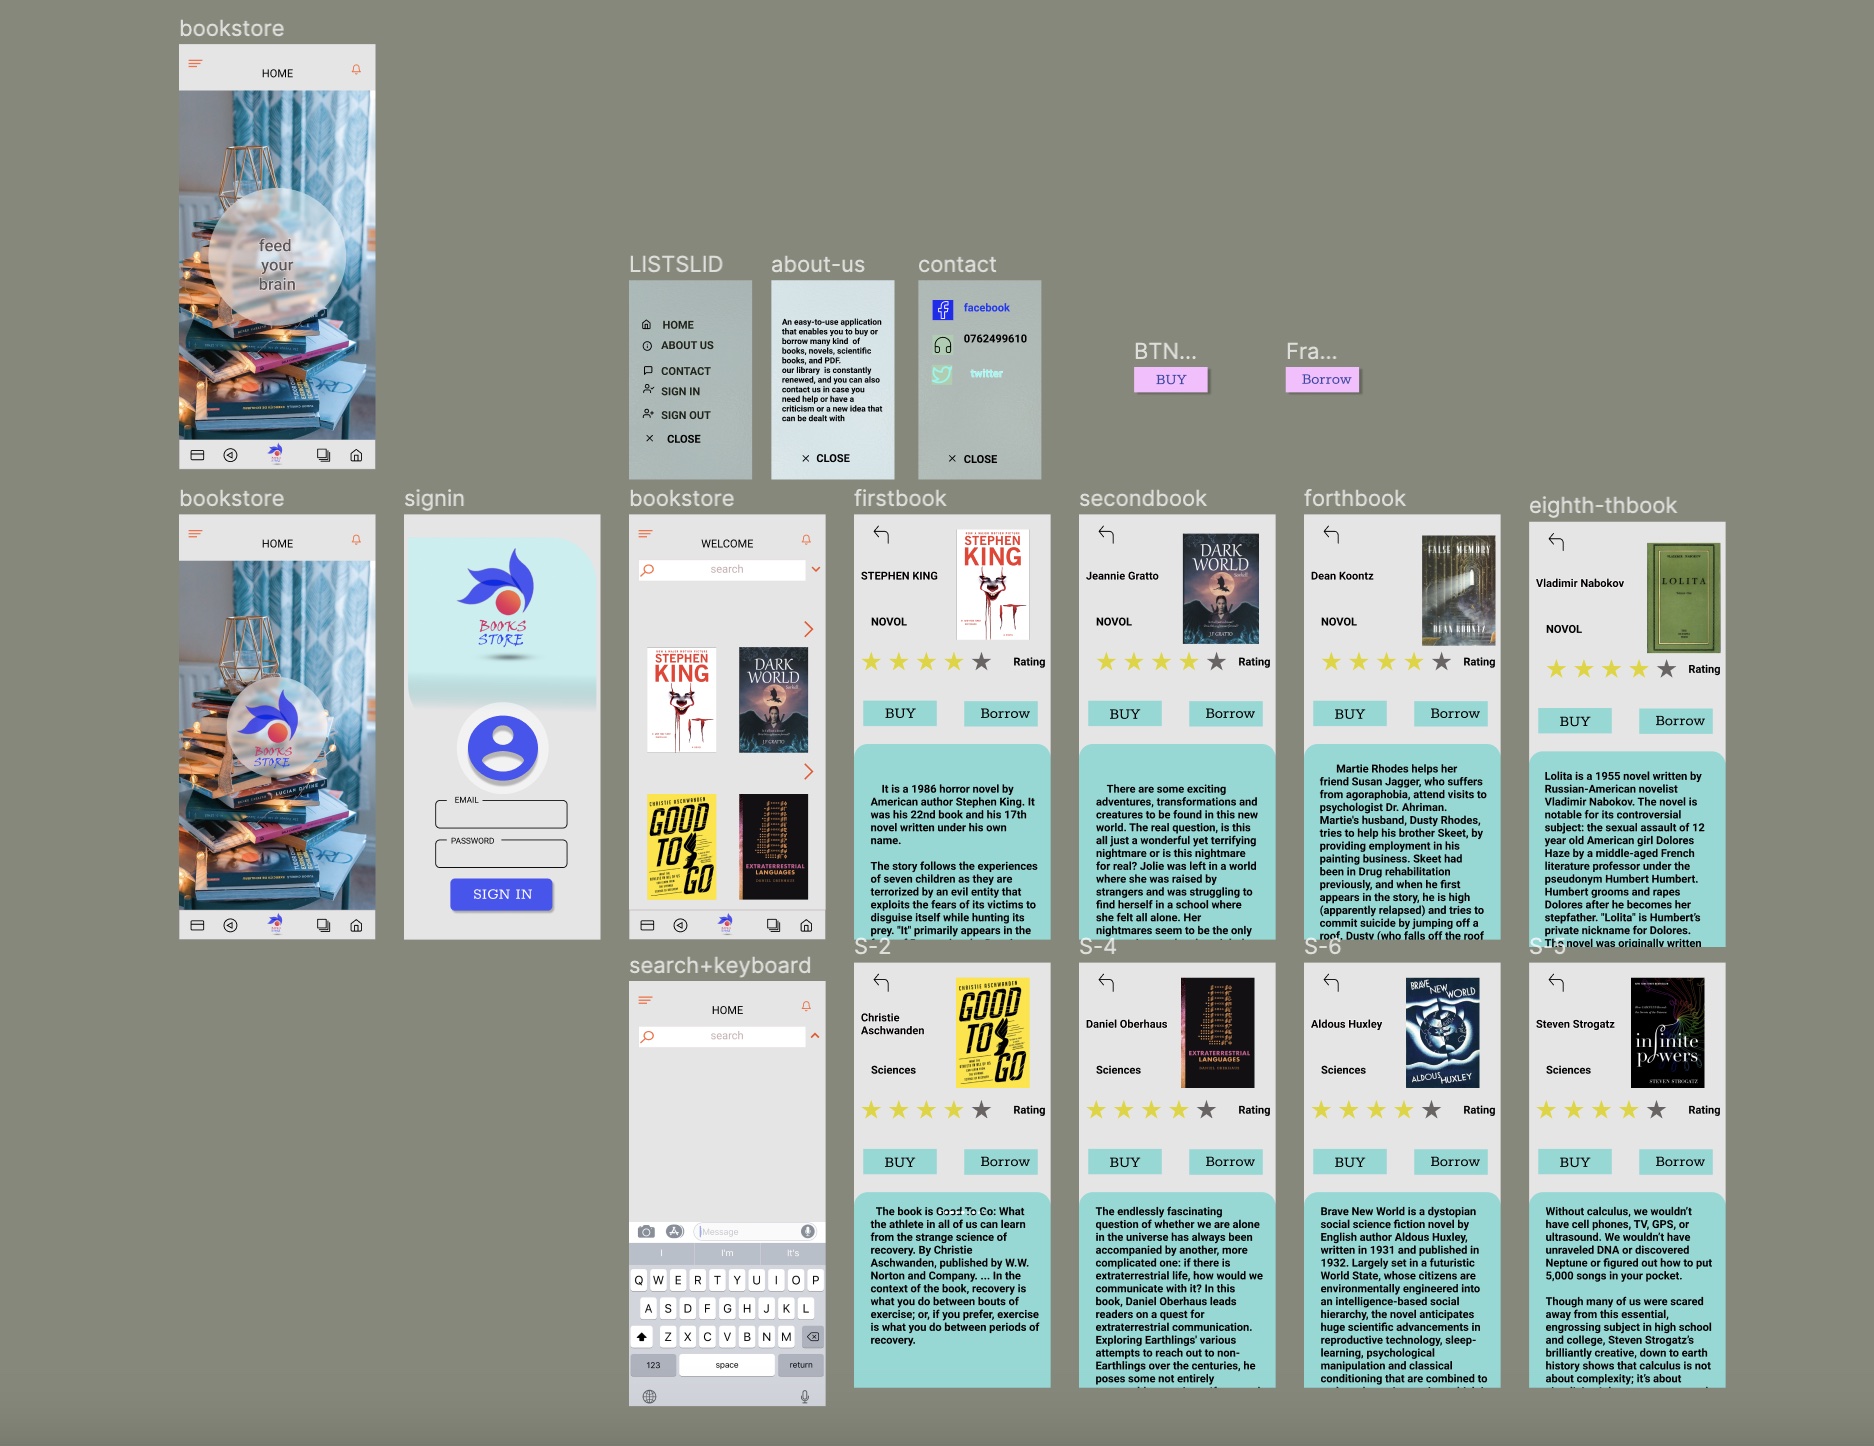 bookstore
HOME
feed
your
brain
LISTSLID
HOME
ABOUT US
CONTACT
SIGN IN
SIGN OUT
CLOSE
about-us
An easy-to-use application
that enables you to buy or
borrow many kind of
books, novels, scientific
books, and PDF.
our library is constantly
renewed, and you can also
contact us in case you
need help or have a
criticism or a new idea that
can be dealt with
CLOSE
contact
facebook
0762499610
twitter
CLOSE
BTN...
BUY
Fra...
Borrow
bookstore
HOME
BOOKS
STORE
signin
BOOKS
STORE
EMAIL
PASSWORD
SIGN IN
bookstore
WELCOME
search
STEPHEN
KING
IT
DARK
WORLD
J.P. GRATTO
CHRISTIE ASCHWANDEN
GOOD
TO
GO
EXTRATERRESTRIAL
LANGUAGES
DANIEL OBERHAUS
firstbook
STEPHEN
KING
IT
STEPHEN KING
NOVOL
Rating
BUY
Borrow
It is a 1986 horror novel by
American author Stephen King. It
was his 22nd book and his 17th
novel written under his own
name.
The story follows the experiences
of seven children as they are
terrorized by an evil entity that
exploits the fears of its victims to
disguise itself while hunting its
prey. "It" primarily appears in the
secondbook
DARK
WORLD
J.P. GRATTO
Jeannie Gratto
NOVOL
Rating
BUY
Borrow
There are some exciting
adventures, transformations and
creatures to be found in this new
world. The real question, is this
all just a wonderful yet terrifying
nightmare or is this nightmare
for real? Jolie was left in a world
where she was raised by
strangers and was struggling to
find herself in a school where
she felt all alone. Her
nightmares seem to be the only
forthbook
FALSE MEMORY
DEAN KOONTZ
Dean Koontz
NOVOL
Rating
BUY
Borrow
Martie Rhodes helps her
friend Susan Jagger, who suffers
from agoraphobia, attend visits to
psychologist Dr. Ahriman.
Martie's husband, Dusty Rhodes,
tries to help his brother Skeet, by
providing employment in his
painting business. Skeet had
been in Drug rehabilitation
previously, and when he first
appears in the story, he is high
(apparently relapsed) and tries to
commit suicide by jumping off a
roof. Dusty (who falls off the roof
eighth-thbook
LOLITA
Vladimir Nabokov
NOVOL
Rating
BUY
Borrow
Lolita is a 1955 novel written by
Russian-American novelist
Vladimir Nabokov. The novel is
notable for its controversial
subject: the sexual assault of 12
year old American girl Dolores
Haze by a middle-aged French
literature professor under the
pseudonym Humbert Humbert.
Humbert grooms and rapes
Dolores after he becomes her
stepfather. "Lolita" is Humbert's
private nickname for Dolores.
The novel was originally written
search+keyboard
HOME
search
Message
I I'm It's
Q W E R T Y U I O P
A S D F G H J K L
Z X C V B N M
123 space return
S-2
CHRISTIE ASCHWANDEN
GOOD
TO
GO
Christie
Aschwanden
Sciences
Rating
BUY
Borrow
The book is Good to Go: What
the athlete in all of us can learn
from the strange science of
recovery. By Christie
Aschwanden, published by W.W.
Norton and Company. ... In the
context of the book, recovery is
what you do between bouts of
exercise; or, if you prefer, exercise
is what you do between periods of
recovery.
S-4
EXTRATERRESTRIAL
LANGUAGES
DANIEL OBERHAUS
Daniel Oberhaus
Sciences
Rating
BUY
Borrow
The endlessly fascinating
question of whether we are alone
in the universe has always been
accompanied by another, more
complicated one: if there is
extraterrestrial life, how would we
communicate with it? In this
book, Daniel Oberhaus leads
readers on a quest for
extraterrestrial communication.
Exploring Earthlings' various
attempts to reach out to non-
Earthlings over the centuries, he
poses some not entirely
S-6
BRAVE NEW WORLD
ALDOUS HUXLEY
Aldous Huxley
Sciences
Rating
BUY
Borrow
Brave New World is a dystopian
social science fiction novel by
English author Aldous Huxley,
written in 1931 and published in
1932. Largely set in a futuristic
World State, whose citizens are
environmentally engineered into
an intelligence-based social
hierarchy, the novel anticipates
huge scientific advancements in
reproductive technology, sleep-
learning, psychological
manipulation and classical
conditioning that are combined to
S-5
infinite
powers
STEVEN STROGATZ
Steven Strogatz
Sciences
Rating
BUY
Borrow
Without calculus, we wouldn't
have cell phones, TV, GPS, or
ultrasound. We wouldn't have
unraveled DNA or discovered
Neptune or figured out how to put
5,000 songs in your pocket.
Though many of us were scared
away from this essential,
engrossing subject in high school
and college, Steven Strogatz's
brilliantly creative, down to earth
history shows that calculus is not
about complexity; it's about